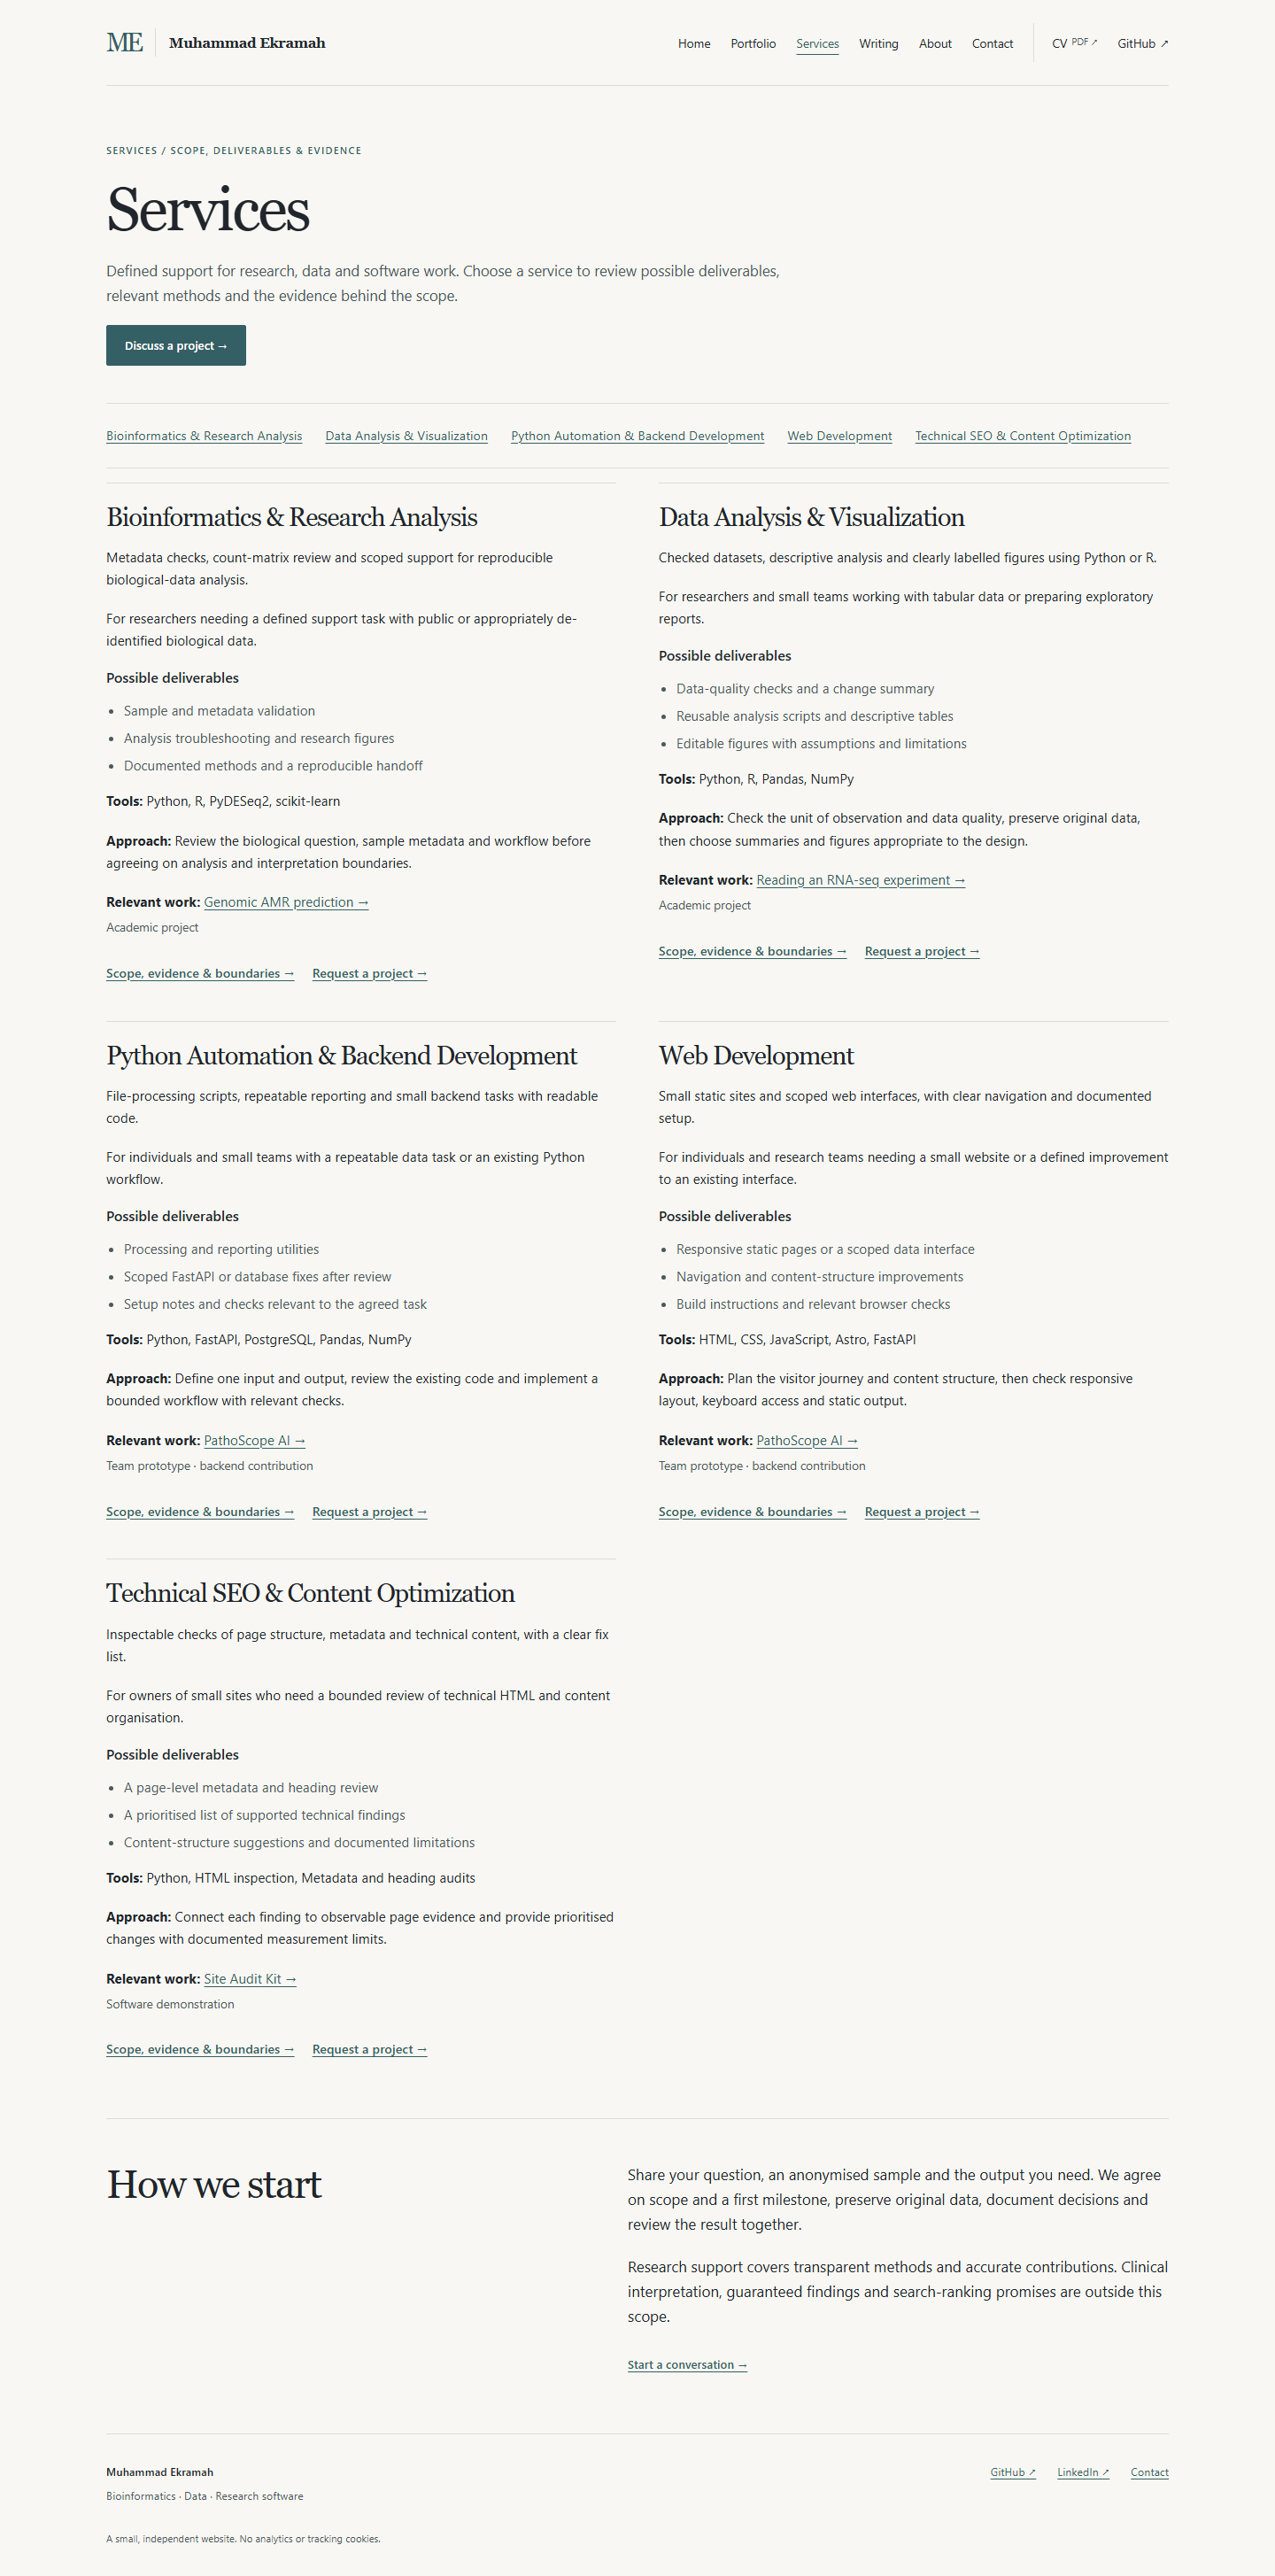 ME
Muhammad Ekramah
Home Portfolio Services Writing About Contact CV PDF ↗ GitHub ↗
SERVICES / SCOPE, DELIVERABLES & EVIDENCE
Services
Defined support for research, data and software work. Choose a service to review possible deliverables,
relevant methods and the evidence behind the scope.
Discuss a project →
Bioinformatics & Research Analysis Data Analysis & Visualization Python Automation & Backend Development Web Development Technical SEO & Content Optimization
Bioinformatics & Research Analysis
Metadata checks, count-matrix review and scoped support for reproducible
biological-data analysis.
For researchers needing a defined support task with public or appropriately de-
identified biological data.
Possible deliverables
• Sample and metadata validation
• Analysis troubleshooting and research figures
• Documented methods and a reproducible handoff
Tools: Python, R, PyDESeq2, scikit-learn
Approach: Review the biological question, sample metadata and workflow before
agreeing on analysis and interpretation boundaries.
Relevant work: Genomic AMR prediction →
Academic project
Scope, evidence & boundaries → Request a project →
Data Analysis & Visualization
Checked datasets, descriptive analysis and clearly labelled figures using Python or R.
For researchers and small teams working with tabular data or preparing exploratory
reports.
Possible deliverables
• Data-quality checks and a change summary
• Reusable analysis scripts and descriptive tables
• Editable figures with assumptions and limitations
Tools: Python, R, Pandas, NumPy
Approach: Check the unit of observation and data quality, preserve original data,
then choose summaries and figures appropriate to the design.
Relevant work: Reading an RNA-seq experiment →
Academic project
Scope, evidence & boundaries → Request a project →
Python Automation & Backend Development
File-processing scripts, repeatable reporting and small backend tasks with readable
code.
For individuals and small teams with a repeatable data task or an existing Python
workflow.
Possible deliverables
• Processing and reporting utilities
• Scoped FastAPI or database fixes after review
• Setup notes and checks relevant to the agreed task
Tools: Python, FastAPI, PostgreSQL, Pandas, NumPy
Approach: Define one input and output, review the existing code and implement a
bounded workflow with relevant checks.
Relevant work: PathoScope AI →
Team prototype · backend contribution
Scope, evidence & boundaries → Request a project →
Web Development
Small static sites and scoped web interfaces, with clear navigation and documented
setup.
For individuals and research teams needing a small website or a defined improvement
to an existing interface.
Possible deliverables
• Responsive static pages or a scoped data interface
• Navigation and content-structure improvements
• Build instructions and relevant browser checks
Tools: HTML, CSS, JavaScript, Astro, FastAPI
Approach: Plan the visitor journey and content structure, then check responsive
layout, keyboard access and static output.
Relevant work: PathoScope AI →
Team prototype · backend contribution
Scope, evidence & boundaries → Request a project →
Technical SEO & Content Optimization
Inspectable checks of page structure, metadata and technical content, with a clear fix
list.
For owners of small sites who need a bounded review of technical HTML and content
organisation.
Possible deliverables
• A page-level metadata and heading review
• A prioritised list of supported technical findings
• Content-structure suggestions and documented limitations
Tools: Python, HTML inspection, Metadata and heading audits
Approach: Connect each finding to observable page evidence and provide prioritised
changes with documented measurement limits.
Relevant work: Site Audit Kit →
Software demonstration
Scope, evidence & boundaries → Request a project →
How we start
Share your question, an anonymised sample and the output you need. We agree
on scope and a first milestone, preserve original data, document decisions and
review the result together.
Research support covers transparent methods and accurate contributions. Clinical
interpretation, guaranteed findings and search-ranking promises are outside this
scope.
Start a conversation →
Muhammad Ekramah
Bioinformatics · Data · Research software
GitHub ↗ LinkedIn ↗ Contact
A small, independent website. No analytics or tracking cookies.